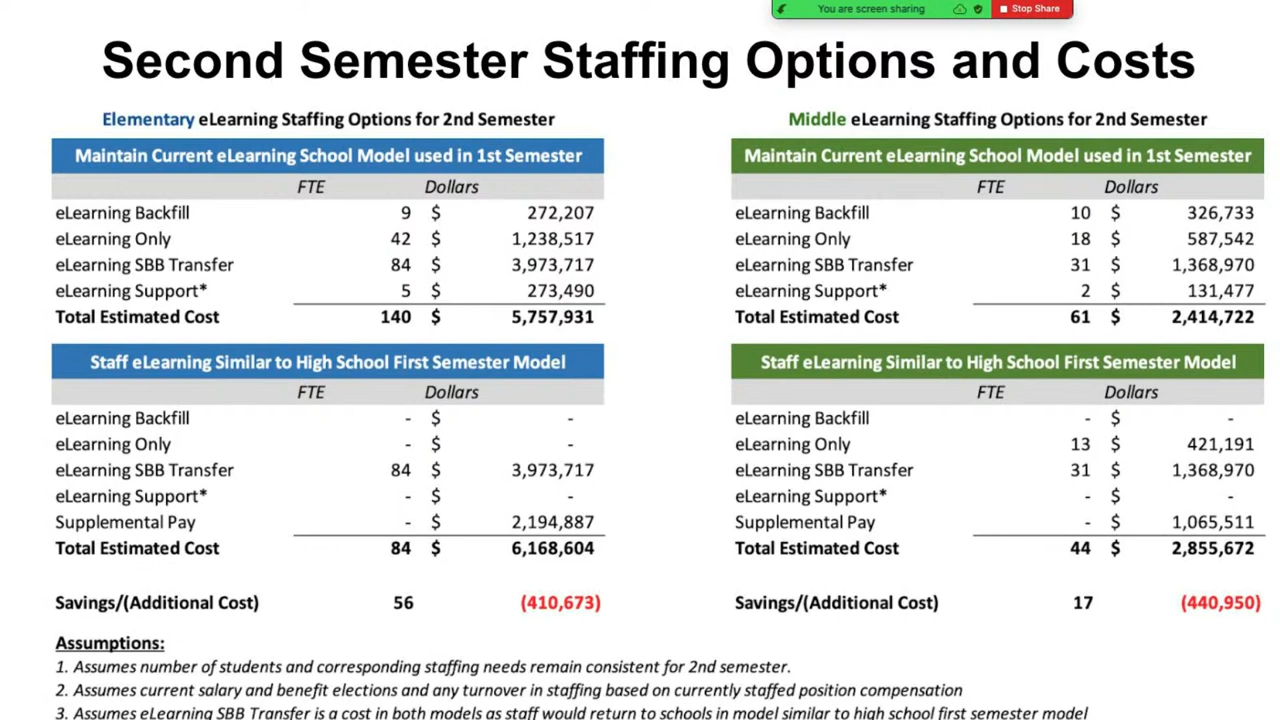 You are screen sharing
Stop Share
Second Semester Staffing Options and Costs
Elementary eLearning Staffing Options for 2nd Semester
Maintain Current eLearning School Model used in 1st Semester
FTE Dollars
eLearning Backfill 9 $ 272,207
eLearning Only 42 $ 1,238,517
eLearning SBB Transfer 84 $ 3,973,717
eLearning Support* 5 $ 273,490
Total Estimated Cost 140 $ 5,757,931
Staff eLearning Similar to High School First Semester Model
FTE Dollars
eLearning Backfill - $ -
eLearning Only - $ -
eLearning SBB Transfer 84 $ 3,973,717
eLearning Support* - $ -
Supplemental Pay - $ 2,194,887
Total Estimated Cost 84 $ 6,168,604
Savings/(Additional Cost) 56 (410,673)
Middle eLearning Staffing Options for 2nd Semester
Maintain Current eLearning School Model used in 1st Semester
FTE Dollars
eLearning Backfill 10 $ 326,733
eLearning Only 18 $ 587,542
eLearning SBB Transfer 31 $ 1,368,970
eLearning Support* 2 $ 131,477
Total Estimated Cost 61 $ 2,414,722
Staff eLearning Similar to High School First Semester Model
FTE Dollars
eLearning Backfill - $ -
eLearning Only 13 $ 421,191
eLearning SBB Transfer 31 $ 1,368,970
eLearning Support* - $ -
Supplemental Pay - $ 1,065,511
Total Estimated Cost 44 $ 2,855,672
Savings/(Additional Cost) 17 (440,950)
Assumptions:
1. Assumes number of students and corresponding staffing needs remain consistent for 2nd semester.
2. Assumes current salary and benefit elections and any turnover in staffing based on currently staffed position compensation
3. Assumes eLearning SBB Transfer is a cost in both models as staff would return to schools in model similar to high school first semester model